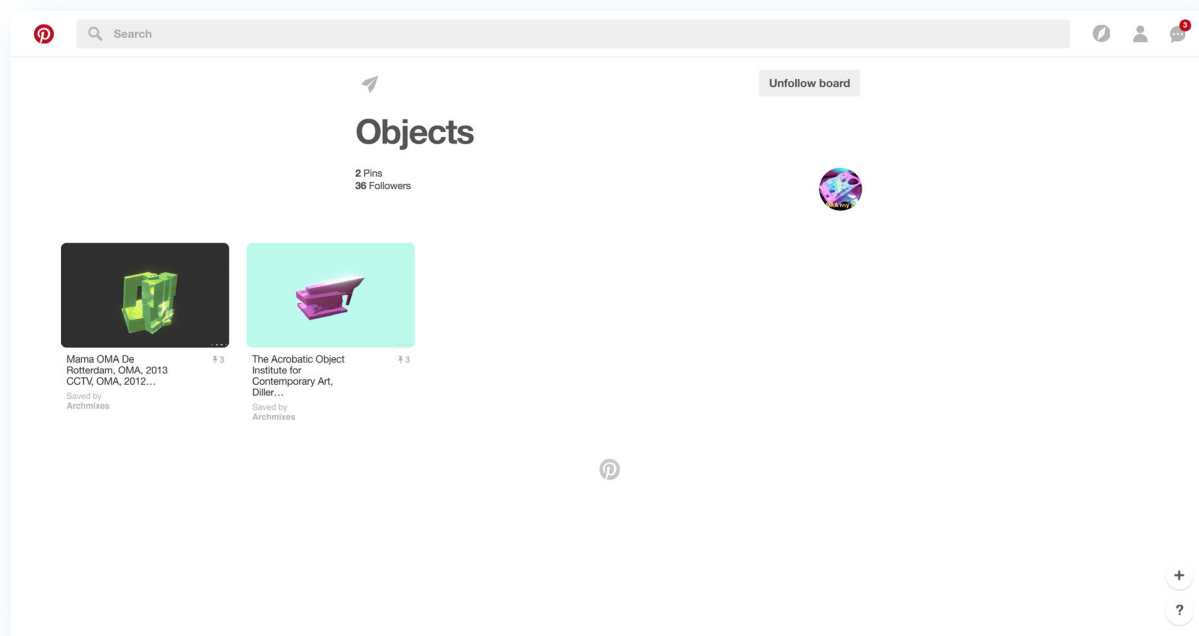 Search
3
Unfollow board
Objects
2 Pins
36 Followers
Mama OMA De
Rotterdam, OMA, 2013
CCTV, OMA, 2012...
3
Saved by
Archmixes
The Acrobatic Object
Institute for
Contemporary Art,
Diller...
3
Saved by
Archmixes
+
?